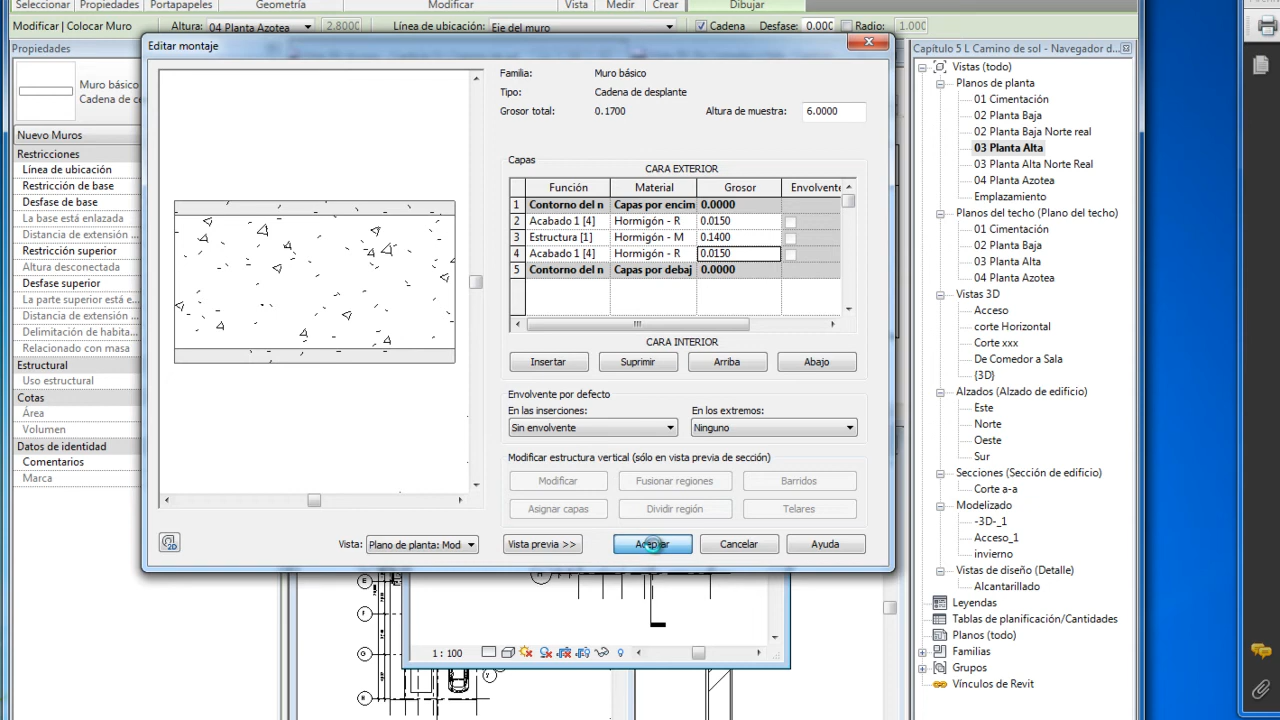 Seleccionar Propiedades Portapapeles Geometría Modificar Vista Medir Crear Dibujar
Modificar | Colocar Muro Altura: 04 Planta Azotea 2.8000 Línea de ubicación: Eje del muro Cadena Desfase: 0.000 Radio: 1.000
Propiedades
Muro básico
Cadena de
Nuevo Muros
Restricciones
Línea de ubicación
Restricción de base
Desfase de base
La base está enlazada
Distancia de extensión
Restricción superior
Altura desconectada
Desfase superior
La parte superior está e...
Distancia de extensión
Delimitación de habita...
Relacionado con masa
Estructural
Uso estructural
Cotas
Área
Volumen
Datos de identidad
Comentarios
Marca
Editar montaje
Familia: Muro básico
Tipo: Cadena de desplante
Grosor total: 0.1700 Altura de muestra: 6.0000
Capas
CARA EXTERIOR
Función Material Grosor Envolvente
1 Contorno del n Capas por encim 0.0000
2 Acabado 1 [4] Hormigón - R 0.0150
3 Estructura [1] Hormigón - M 0.1400
4 Acabado 1 [4] Hormigón - R 0.0150
5 Contorno del n Capas por debaj 0.0000
CARA INTERIOR
Insertar Suprimir Arriba Abajo
Envolvente por defecto
En las inserciones: En los extremos:
Sin envolvente Ninguno
Modificar estructura vertical (sólo en vista previa de sección)
Modificar Fusionar regiones Barridos
Asignar capas Dividir región Telares
Vista: Plano de planta: Mod Vista previa >> Aceptar Cancelar Ayuda
2D
1 : 100
Capítulo 5 L Camino de sol - Navegador d...
Vistas (todo)
Planos de planta
01 Cimentación
02 Planta Baja
02 Planta Baja Norte real
03 Planta Alta
03 Planta Alta Norte Real
04 Planta Azotea
Emplazamiento
Planos del techo (Plano del techo)
01 Cimentación
02 Planta Baja
03 Planta Alta
04 Planta Azotea
Vistas 3D
Acceso
corte Horizontal
Corte xxx
De Comedor a Sala
{3D}
Alzados (Alzado de edificio)
Este
Norte
Oeste
Sur
Secciones (Sección de edificio)
Corte a-a
Modelizado
-3D-_1
Acceso_1
invierno
Vistas de diseño (Detalle)
Alcantarillado
Leyendas
Tablas de planificación/Cantidades
Planos (todo)
Familias
Grupos
Vínculos de Revit